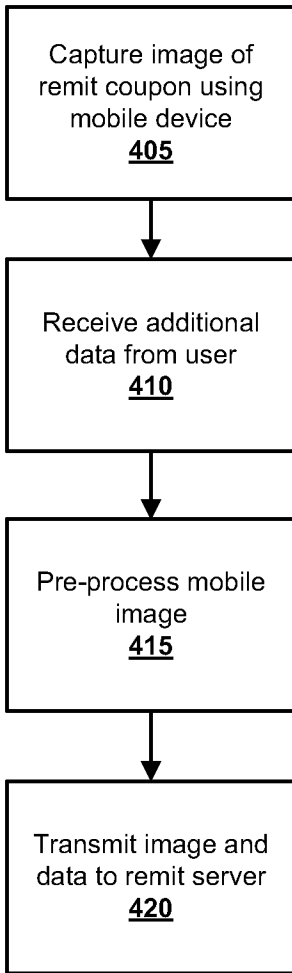 Capture image of
remit coupon using
mobile device
405
Receive additional
data from user
410
Pre-process mobile
image
415
Transmit image and
data to remit server
420